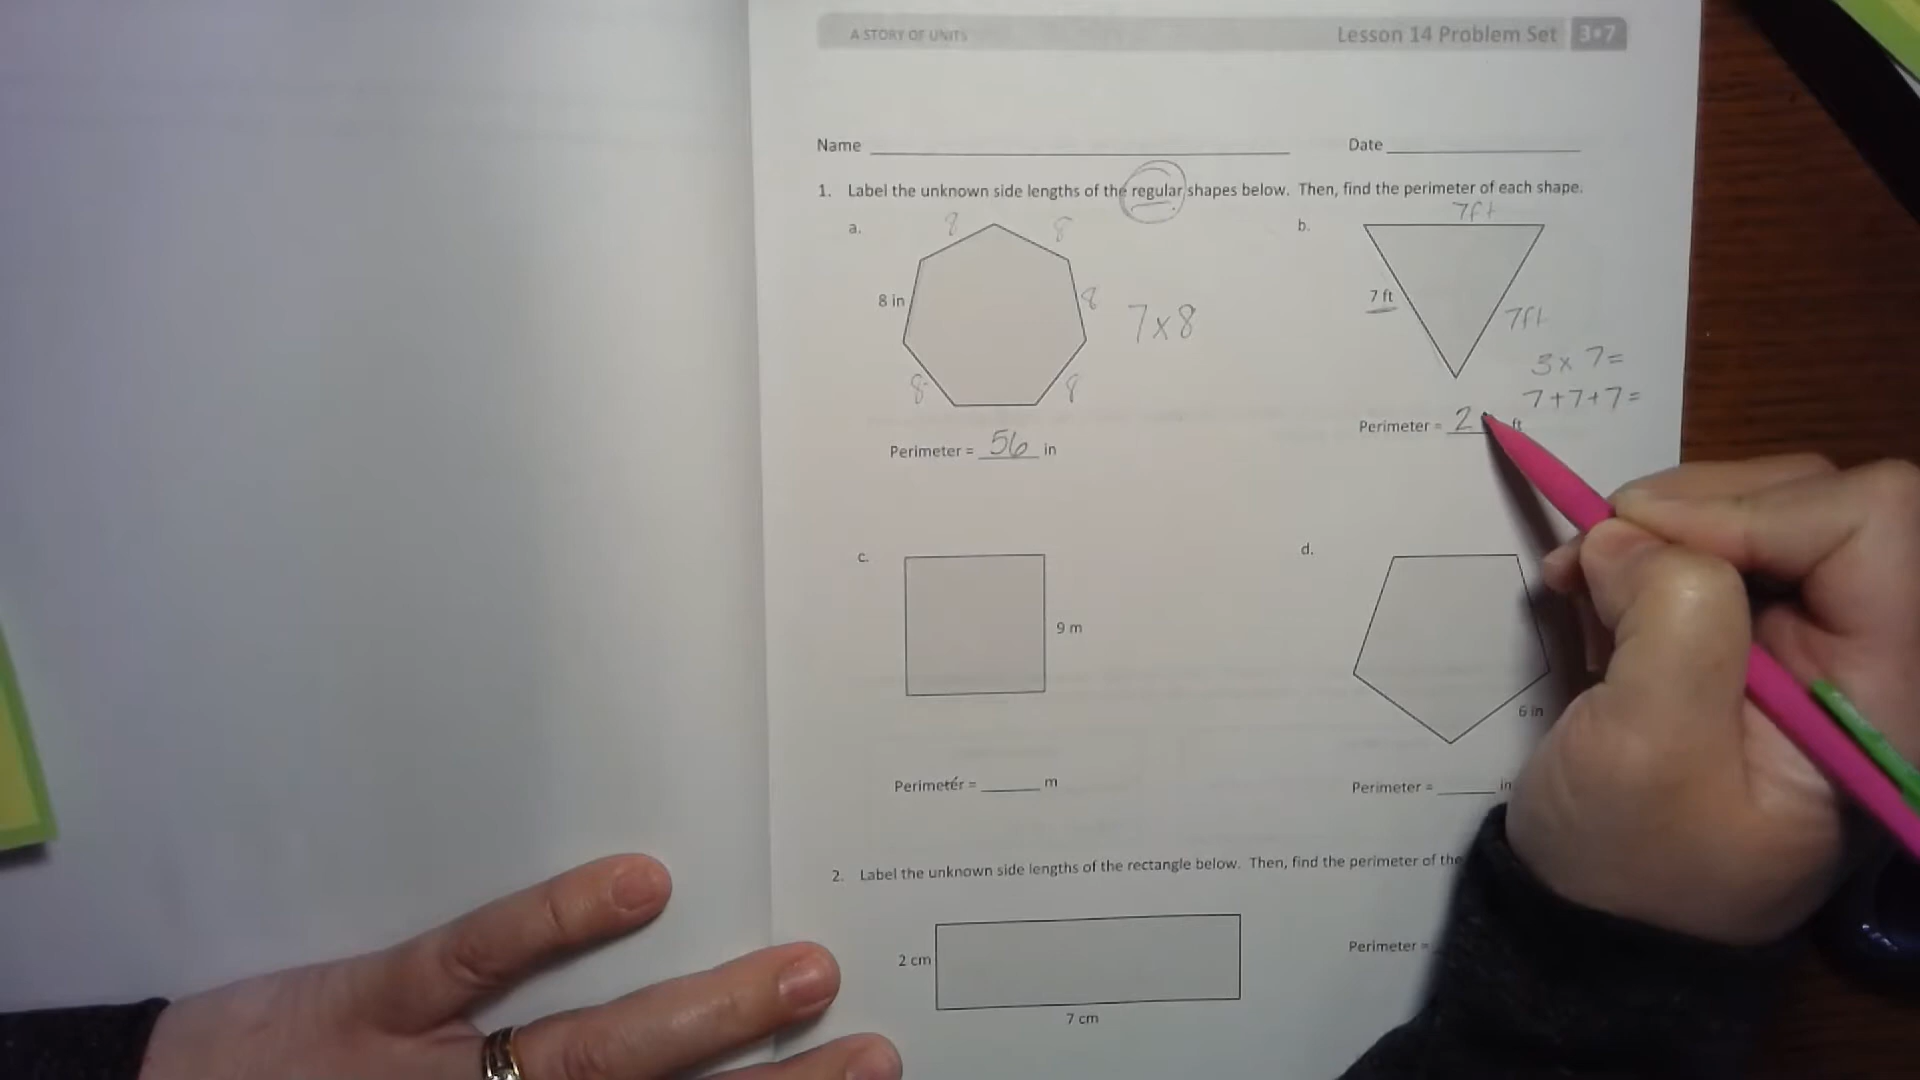 A STORY OF UNITS
Lesson 14 Problem Set 3•7
Name
Date
1. Label the unknown side lengths of the regular shapes below. Then, find the perimeter of each shape.
a.
8
8
8 in
8
8
8
7x8
Perimeter = 56 in
b.
7ft
7 ft
7ft
3x 7=
7+7+7=
Perimeter = 2 ft
c.
9 m
Perimeter = m
d.
6 in
Perimeter = in
2. Label the unknown side lengths of the rectangle below. Then, find the perimeter of the
2 cm
7 cm
Perimeter =